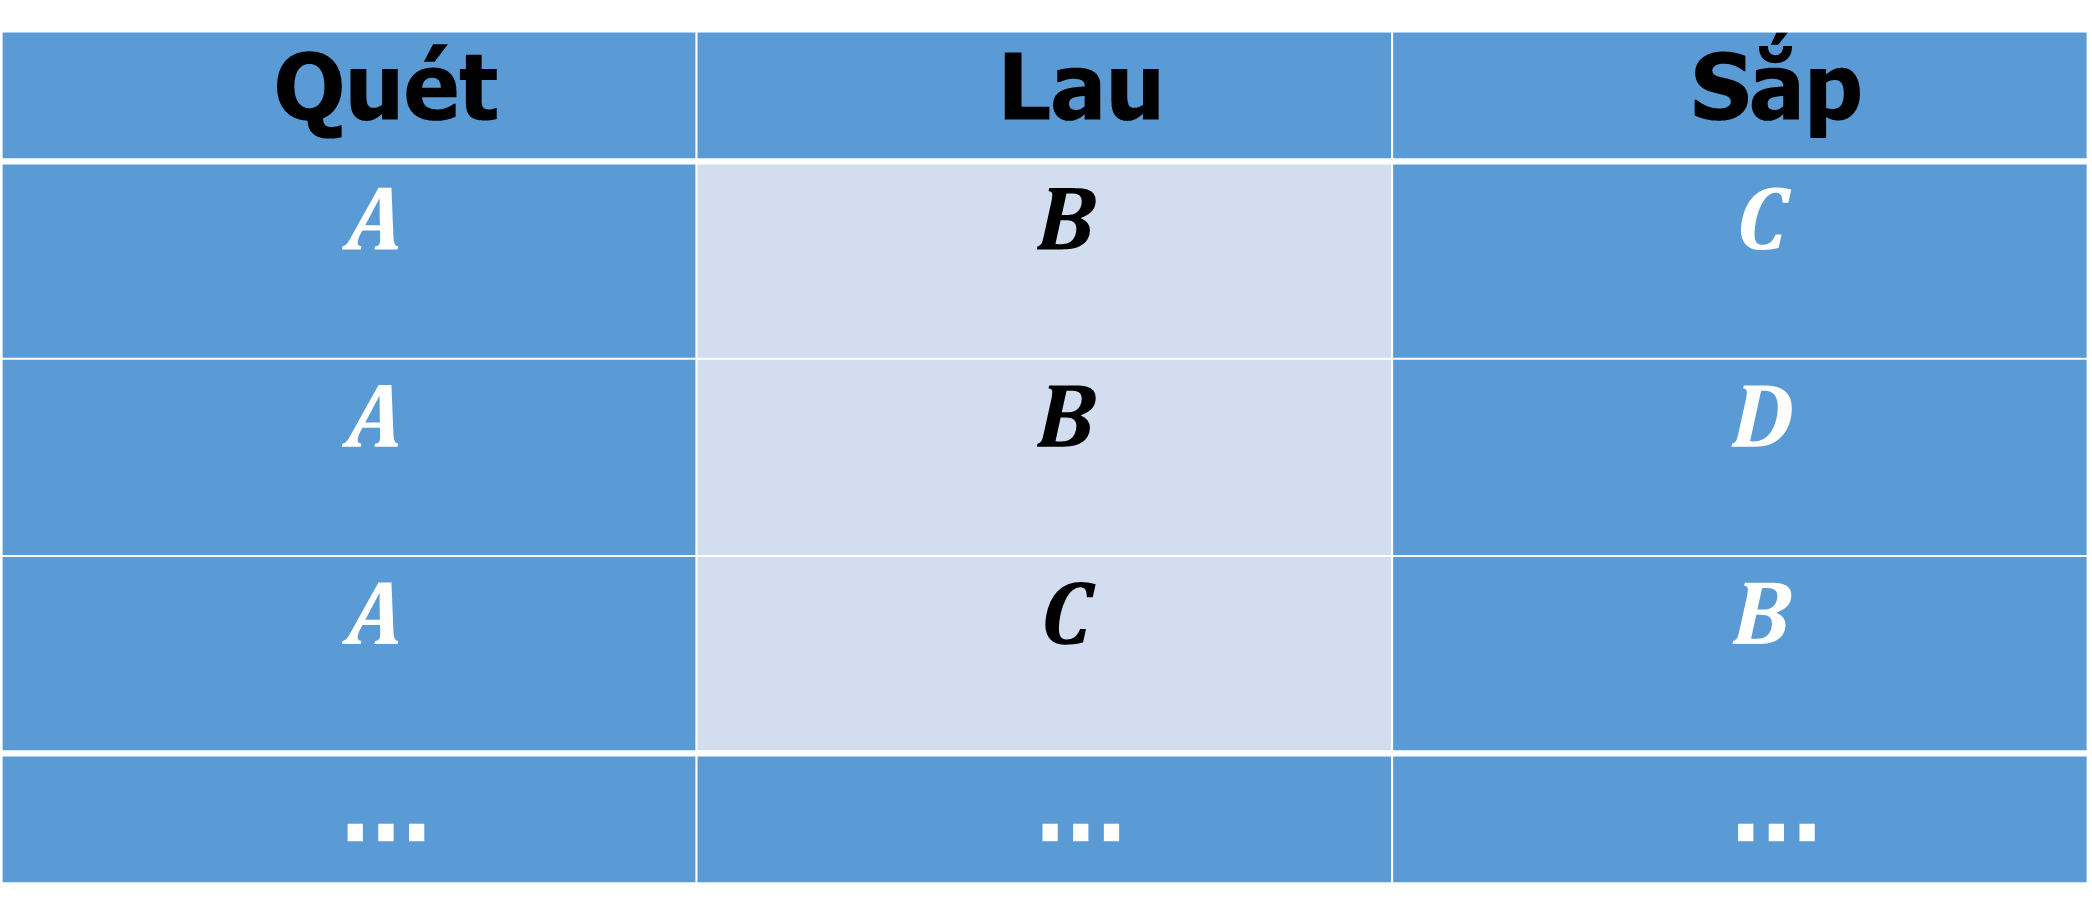 Quét Lau Sắp
A B C
A B D
A C B
... ... ...